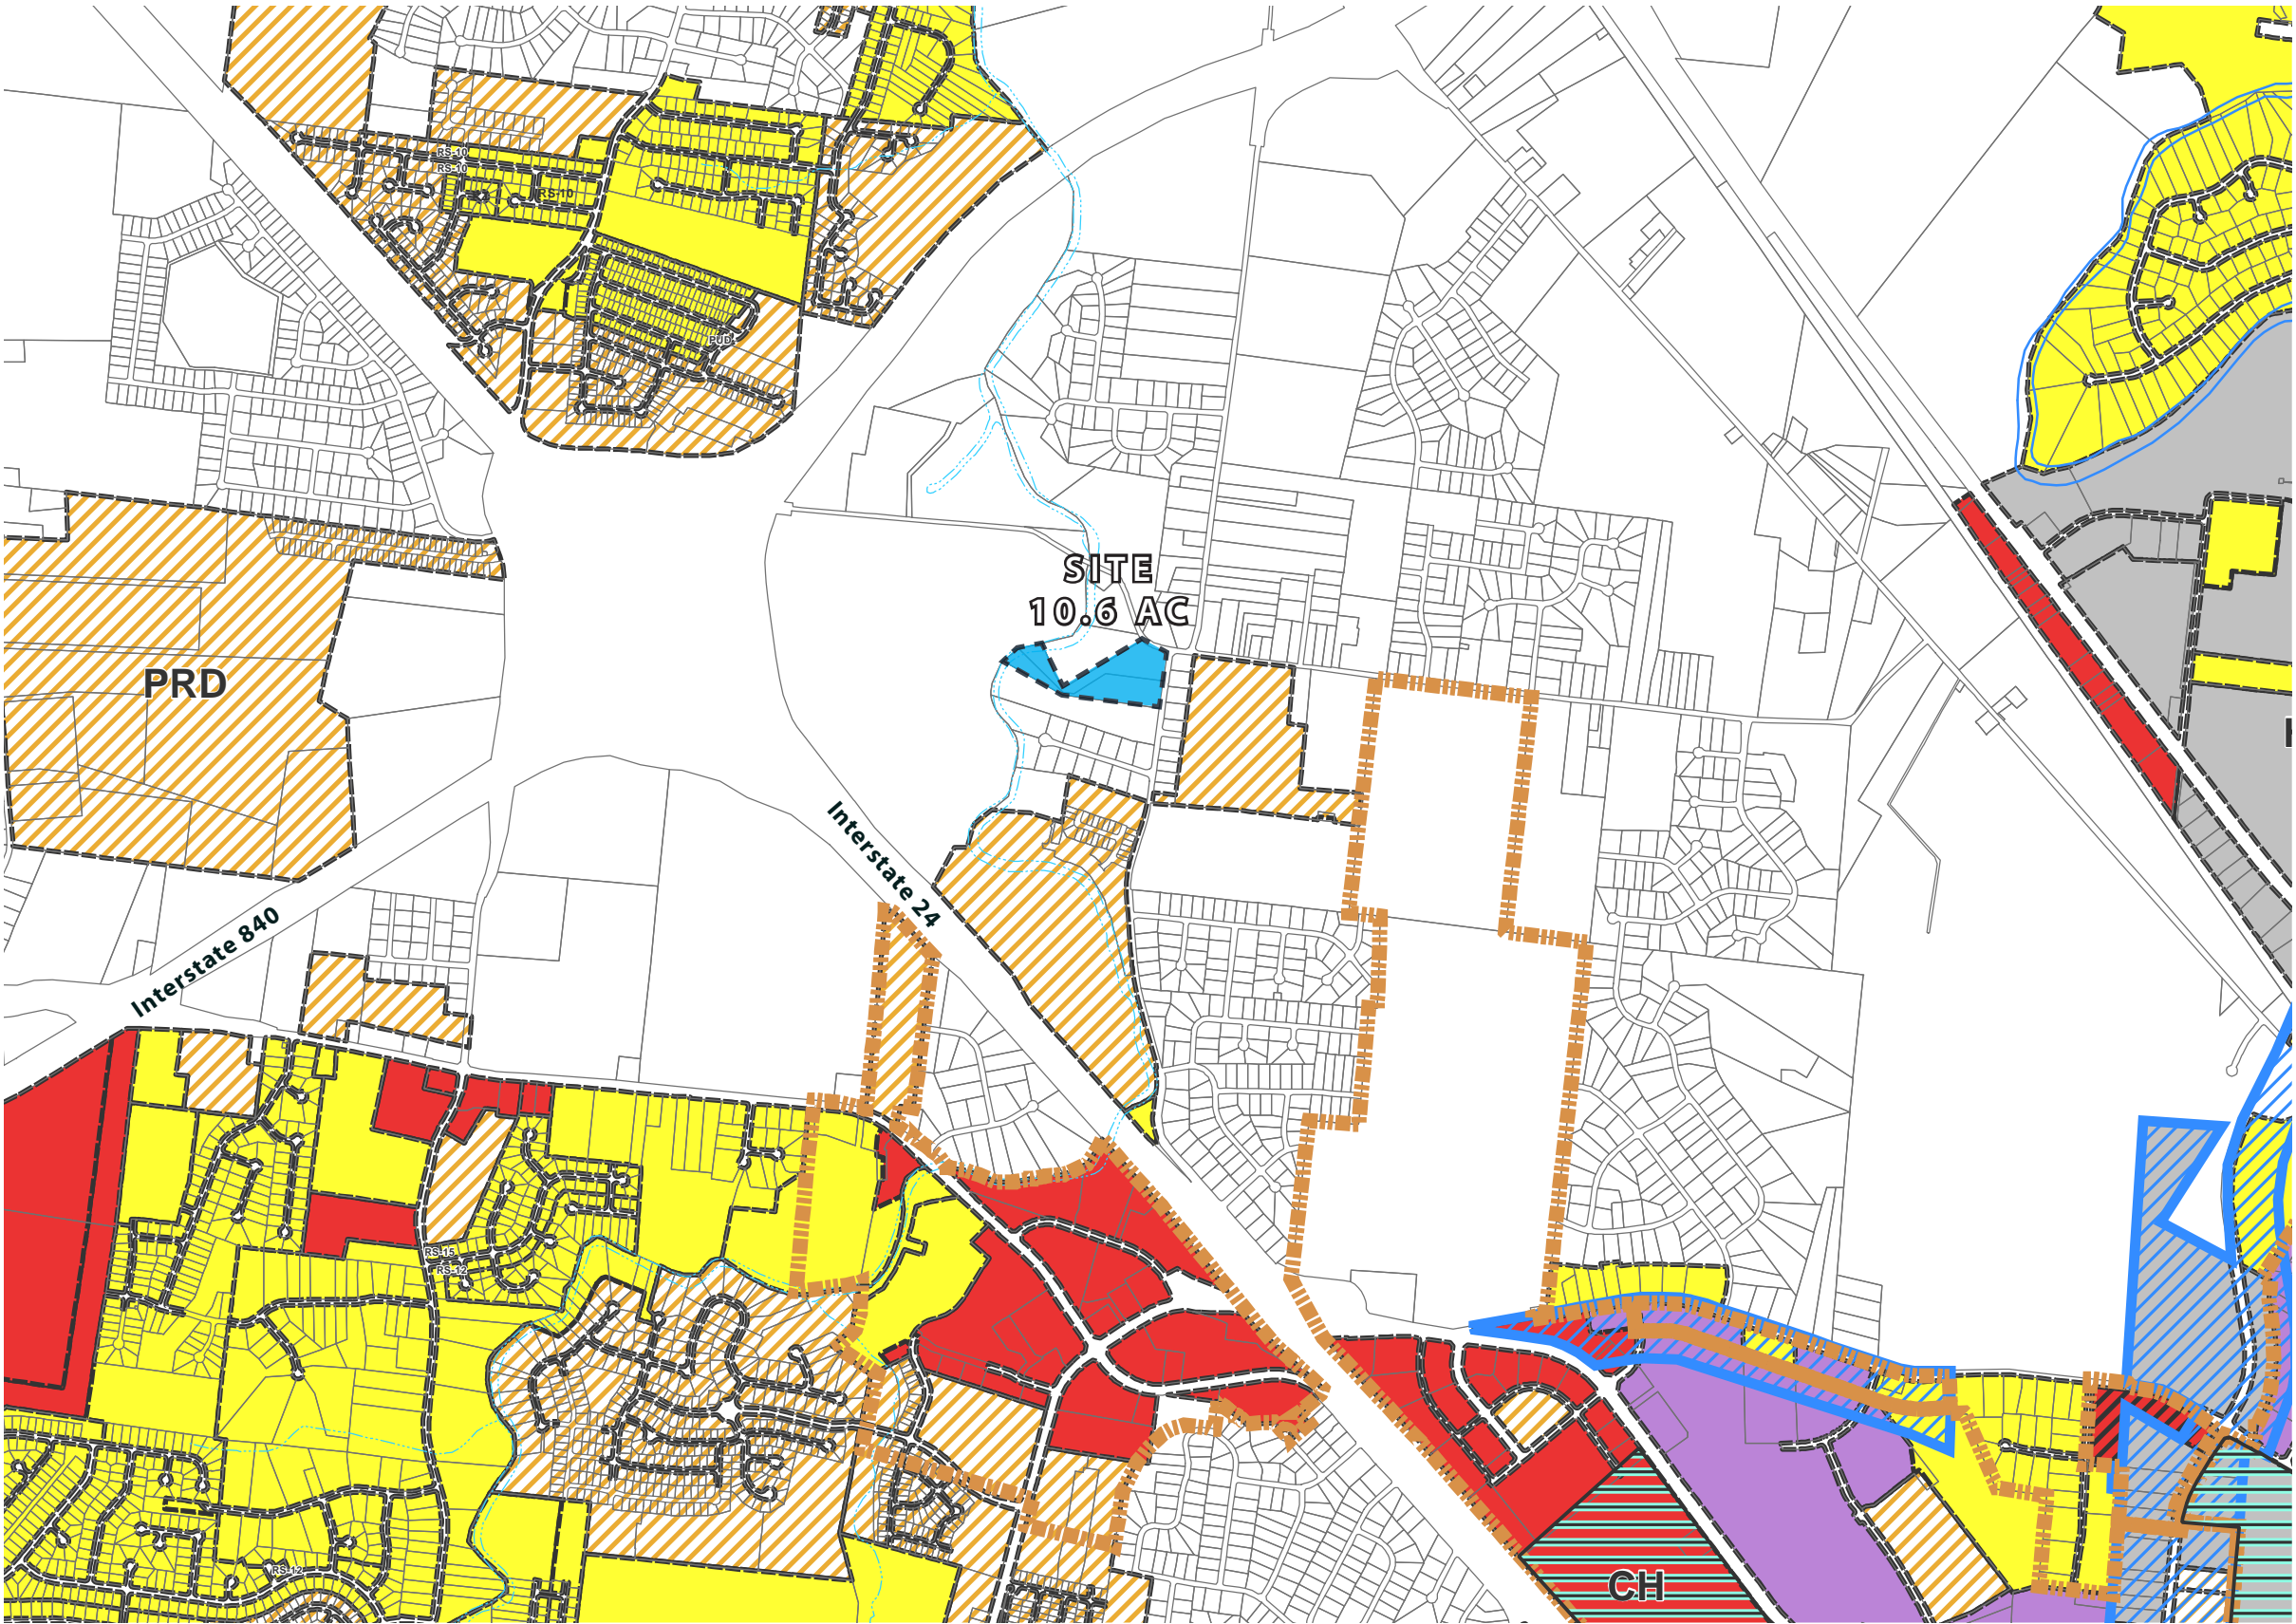 RS-10
RS-10
RS-10
PUD
SITE
10.6 AC
PRD
Interstate 24
Interstate 840
RS-15
RS-12
RS-12
CH